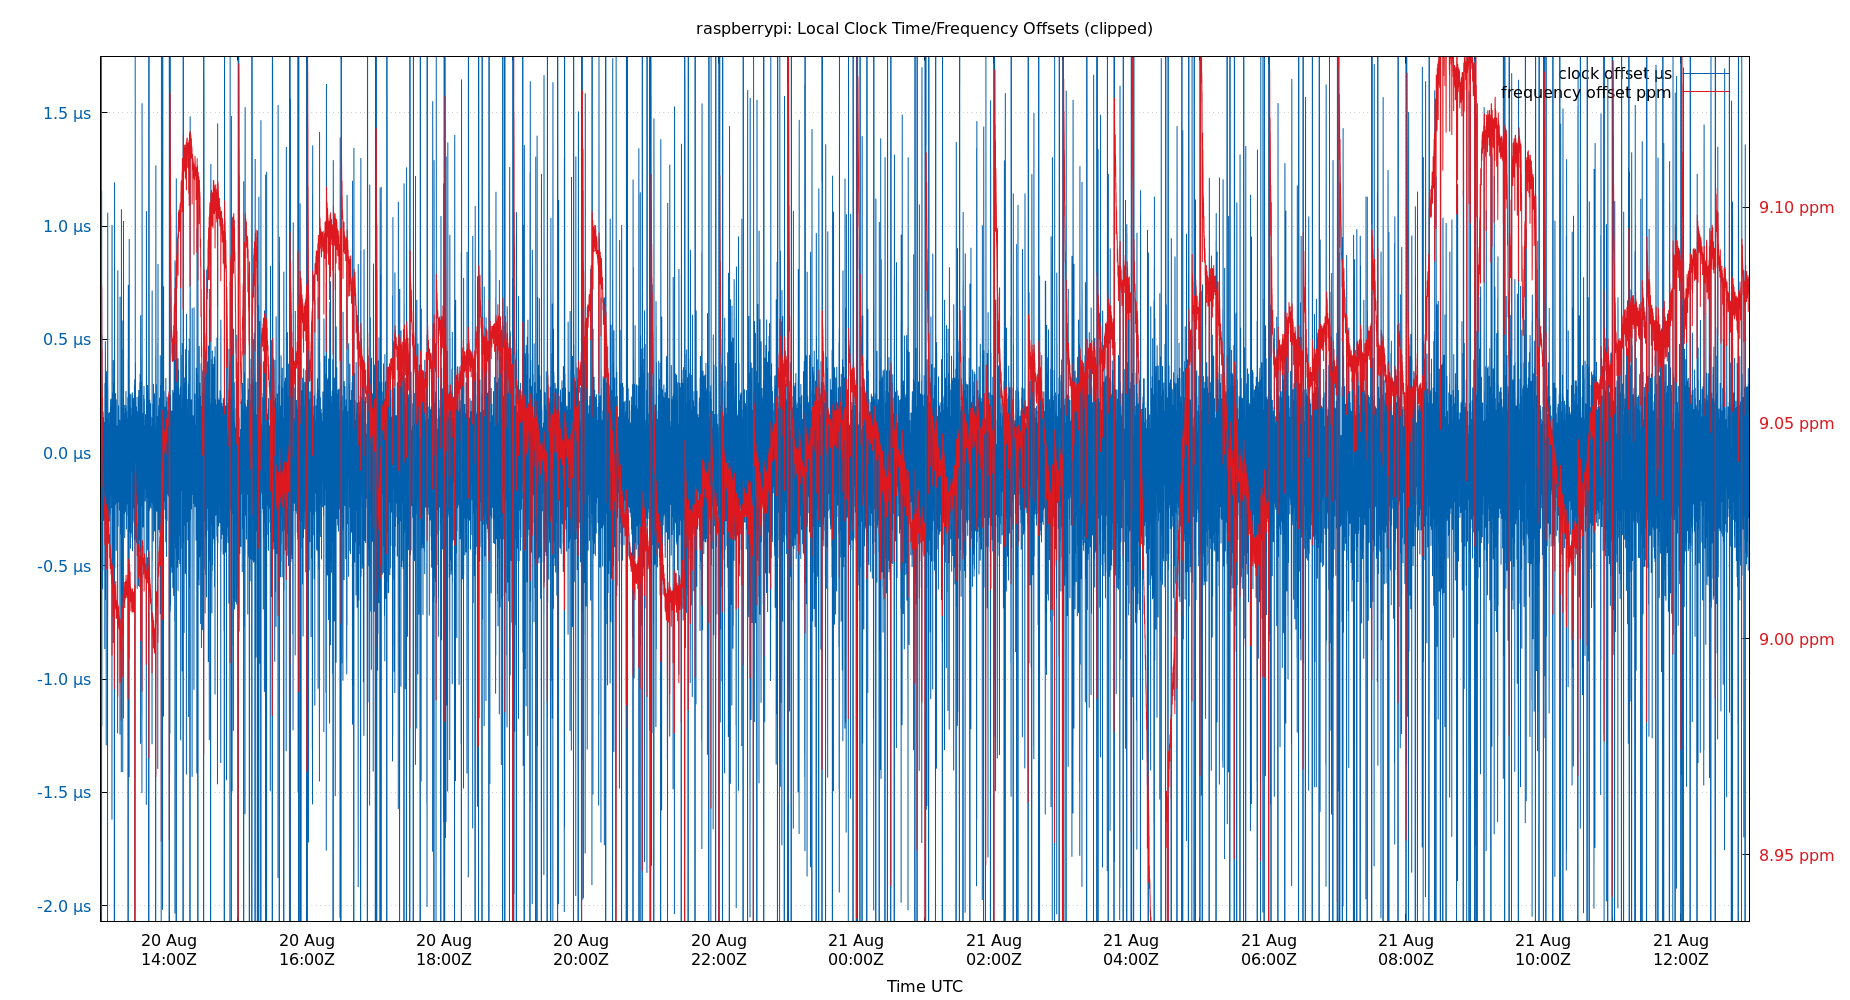 raspberrypi: Local Clock Time/Frequency Offsets (clipped)
clock offset µs
frequency offset ppm
1.5 µs
1.0 µs
0.5 µs
0.0 µs
-0.5 µs
-1.0 µs
-1.5 µs
-2.0 µs
9.10 ppm
9.05 ppm
9.00 ppm
8.95 ppm
20 Aug 20 Aug 20 Aug 20 Aug 20 Aug 21 Aug 21 Aug 21 Aug 21 Aug 21 Aug 21 Aug 21 Aug
14:00Z 16:00Z 18:00Z 20:00Z 22:00Z 00:00Z 02:00Z 04:00Z 06:00Z 08:00Z 10:00Z 12:00Z
Time UTC